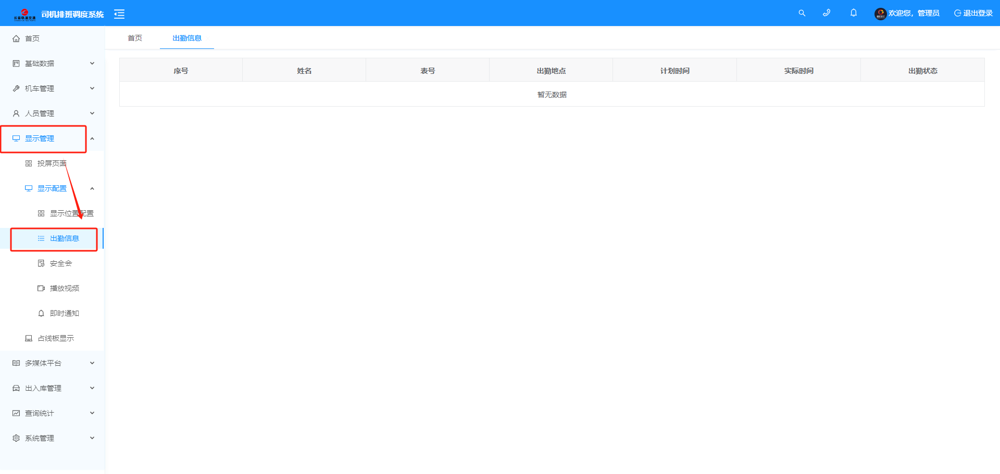 长春轨道交通
司机排班调度系统
欢迎您，管理员
退出登录
首页
基础数据
机车管理
人员管理
显示管理
投屏页面
显示配置
显示位置配置
出勤信息
安全会
播放视频
即时通知
占线板显示
多媒体平台
出入库管理
查询统计
系统管理
首页 出勤信息
序号 姓名 表号 出勤地点 计划时间 实际时间 出勤状态
暂无数据